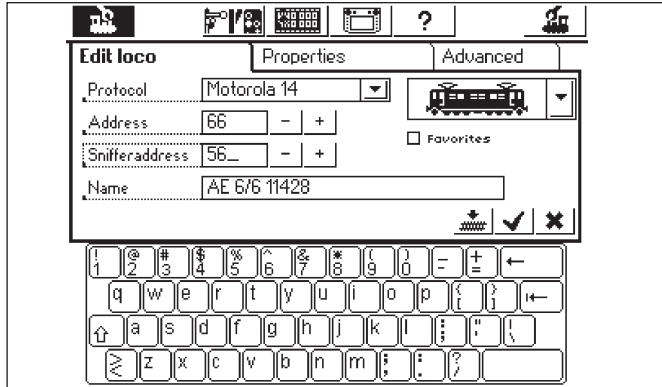 ?
Edit loco Properties Advanced
Protocol Motorola 14
Address 66 - +
Favorites
Snifferaddress 56_ - +
Name AE 6/6 11428
! @ # $ % ^ & * ( ) _ + ←
1 2 3 4 5 6 7 8 9 0 - =
q w e r t y u i o p { }
[ ]
a s d f g h j k l : " \
; '
z x c v b n m ; : ?
, . /